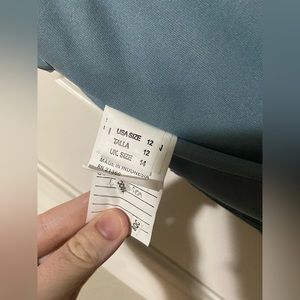 USA SIZE 12
TALLA 12
UK. SIZE 14
MADE IN INDONESIA